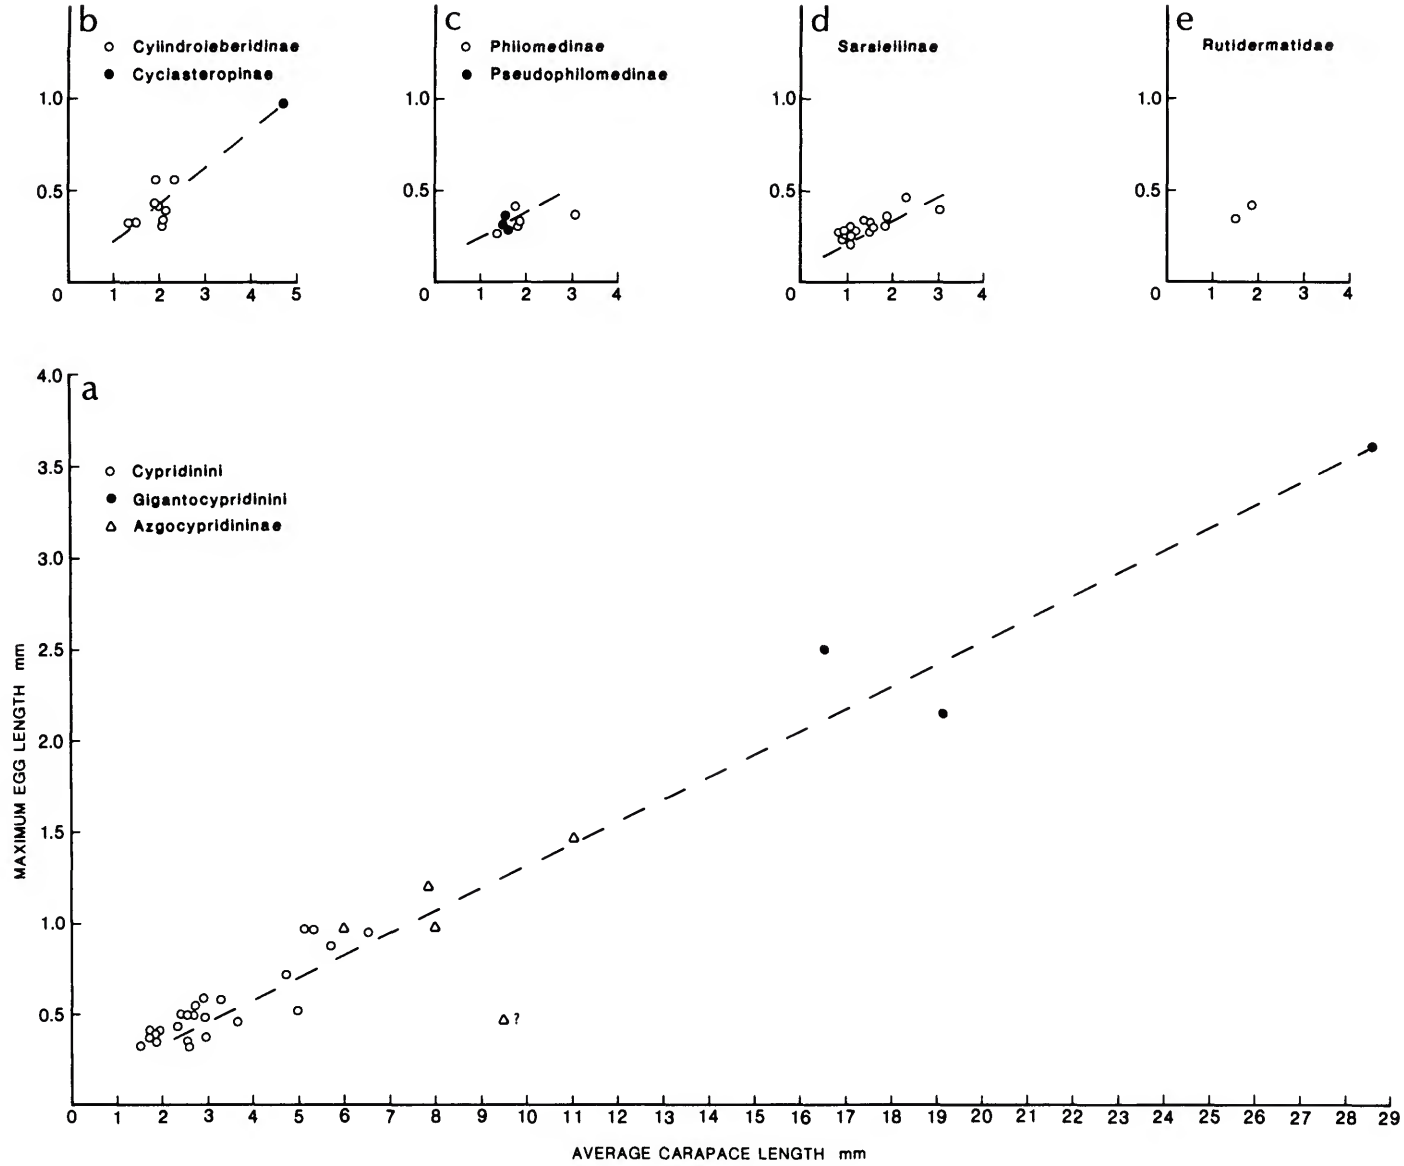 b
Cylindroleberidinae
Cyclasteropinae
1.0
0.5
0 1 2 3 4 5
c
Philomedinae
Pseudophilomedinae
1.0
0.5
0 1 2 3 4
d
Sarsiellinae
1.0
0.5
0 1 2 3 4
e
Rutidermatidae
1.0
0.5
0 1 2 3 4
a
4.0
3.5
3.0
2.5
2.0
1.5
1.0
0.5
Cypridinini
Gigantocypridinini
Azgocypridininae
?
MAXIMUM EGG LENGTH mm
0 1 2 3 4 5 6 7 8 9 10 11 12 13 14 15 16 17 18 19 20 21 22 23 24 25 26 27 28 29
AVERAGE CARAPACE LENGTH mm